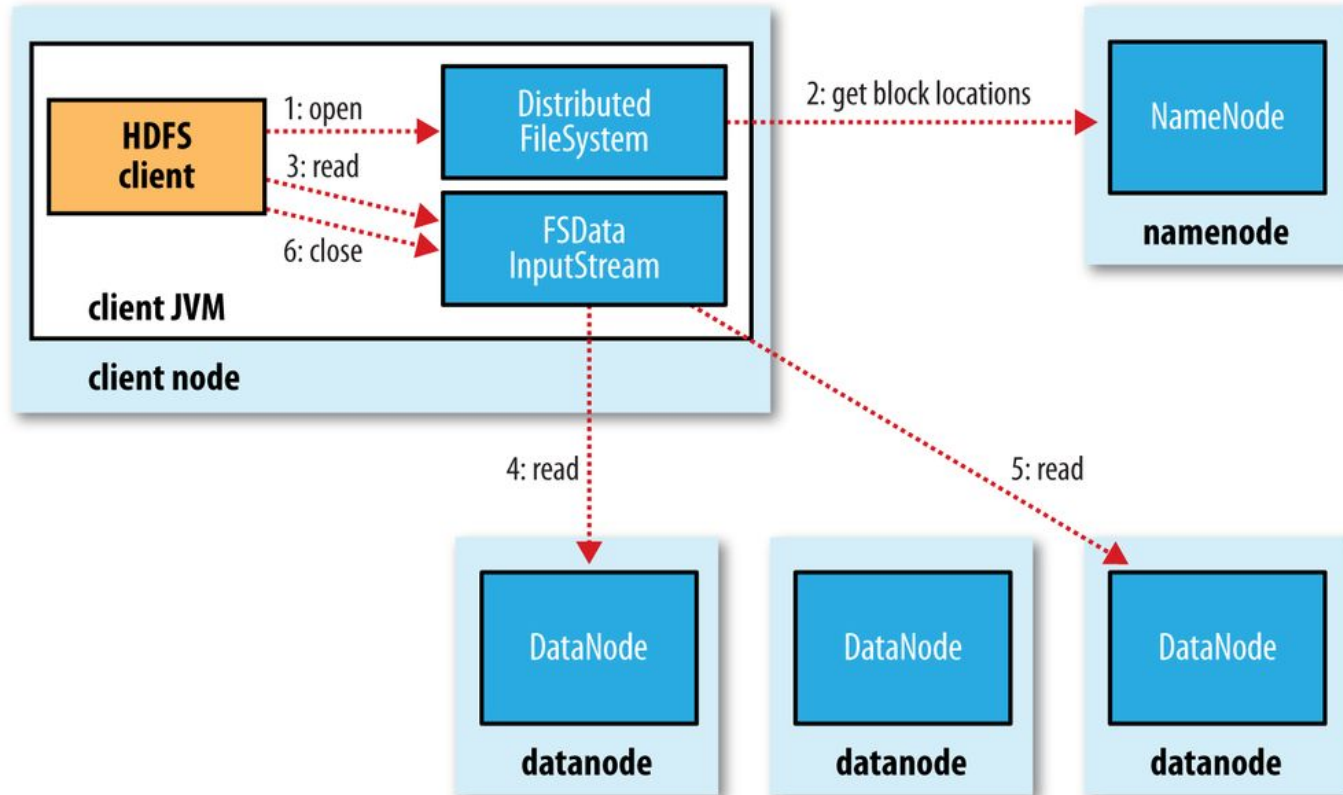 HDFS
client
1: open
3: read
6: close
Distributed
FileSystem
FSData
InputStream
client JVM
client node
2: get block locations
NameNode
namenode
4: read
5: read
DataNode
DataNode
DataNode
datanode
datanode
datanode